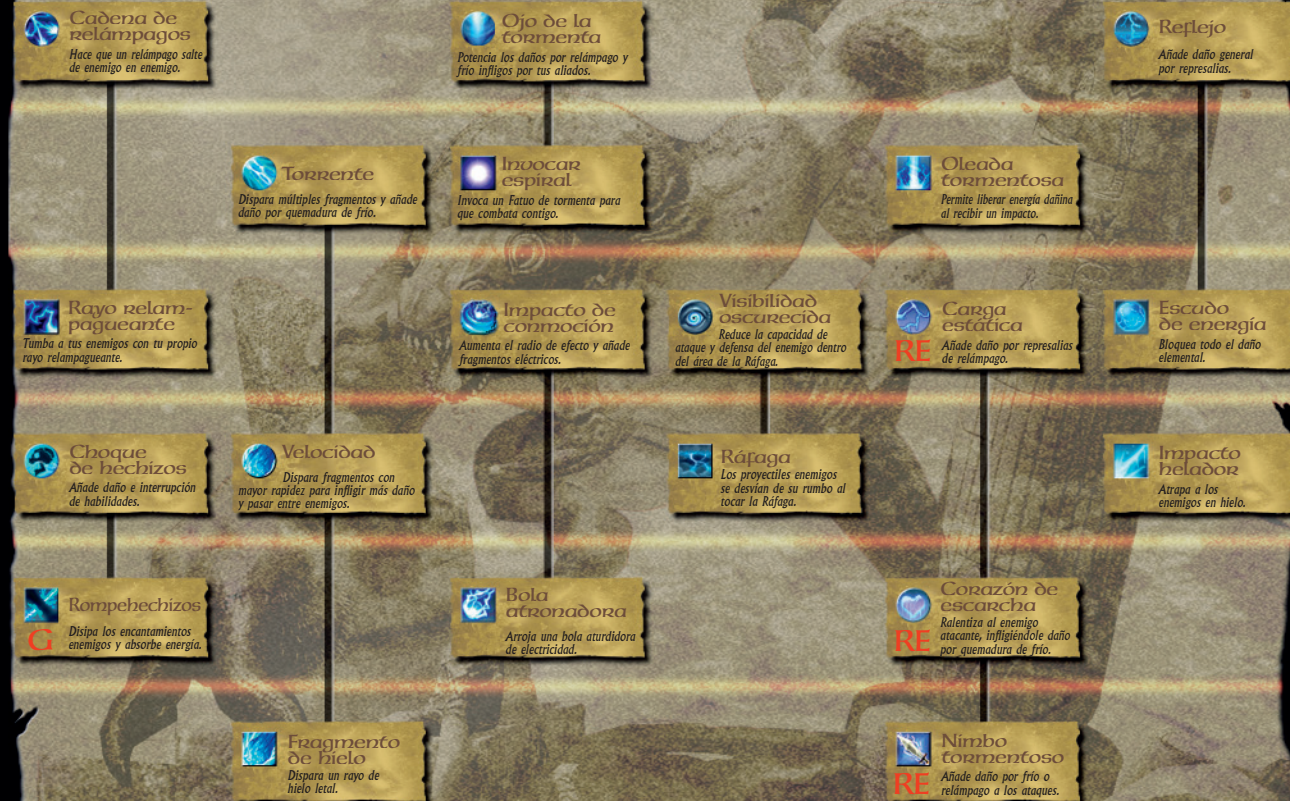 Cadena de
relámpagos
Hace que un relámpago salte
de enemigo en enemigo.
Ojo de la
tormenta
Potencia los daños por relámpago y
frío infligos por tus aliados.
Reflejo
Añade daño general
por represalias.
Torrente
Dispara múltiples fragmentos y añade
daño por quemadura de frío.
Invocar
espiral
Invoca un Fatuo de tormenta para
que combata contigo.
Oleada
tormentosa
Permite liberar energía dañina
al recibir un impacto.
Rayo relam-
pagueante
Tumba a tus enemigos con tu propio
rayo relampagueante.
Impacto de
conmoción
Aumenta el radio de efecto y añade
fragmentos eléctricos.
Visibilidad
oscurecida
Reduce la capacidad de
ataque y defensa del enemigo dentro
del área de la Ráfaga.
Carga
estática
RE
Añade daño por represalias
de relámpago.
Escudo
de energía
Bloquea todo el daño
elemental.
Choque
de hechizos
Añade daño e interrupción
de habilidades.
Velocidad
Dispara fragmentos con
mayor rapidez para infligir más daño
y pasar entre enemigos.
Ráfaga
Los proyectiles enemigos
se desvían de su rumbo al
tocar la Ráfaga.
Impacto
helador
Atrapa a los
enemigos en hielo.
Rompehechizos
G
Disipa los encantamientos
enemigos y absorbe energía.
Bola
atronadora
Arroja una bola aturdidora
de electricidad.
Corazón de
escarcha
RE
Ralentiza al enemigo
atacante, infligiéndole daño
por quemadura de frío.
Fragmento
de hielo
Dispara un rayo de
hielo letal.
Nimbo
tormentoso
RE
Añade daño por frío o
relámpago a los ataques.